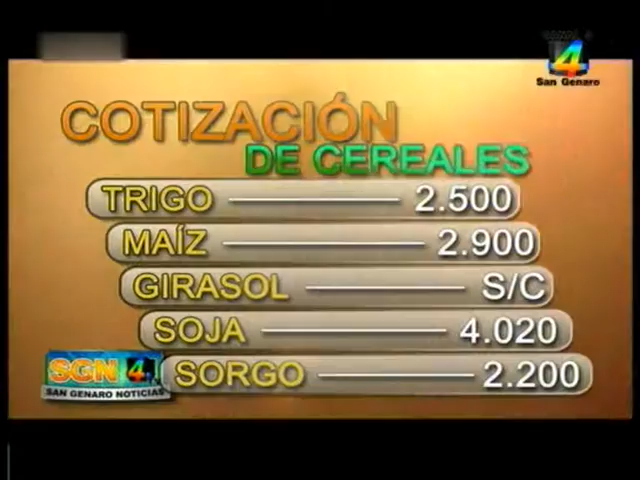 4
San Genaro
COTIZACIÓN
DE CEREALES
TRIGO 2.500
MAÍZ 2.900
GIRASOL S/C
SOJA 4.020
SORGO 2.200
SGN 4
SAN GENARO NOTICIAS